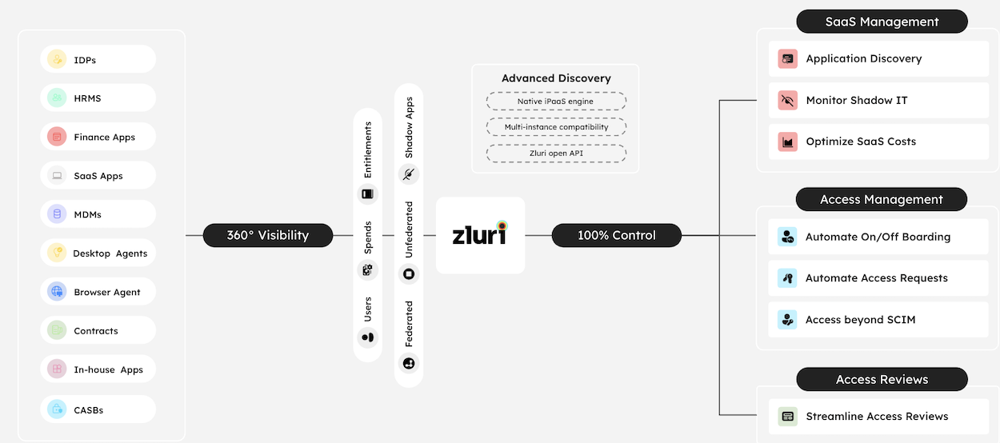 IDPs
HRMS
Finance Apps
SaaS Apps
MDMs
Desktop Agents
Browser Agent
Contracts
In-house Apps
CASBs
360° Visibility
Entitlements
Spends
Users
Shadow Apps
Unfederated
Federated
Advanced Discovery
Native iPaaS engine
Multi-instance compatibility
Zluri open API
zluri
100% Control
SaaS Management
Application Discovery
Monitor Shadow IT
Optimize SaaS Costs
Access Management
Automate On/Off Boarding
Automate Access Requests
Access beyond SCIM
Access Reviews
Streamline Access Reviews